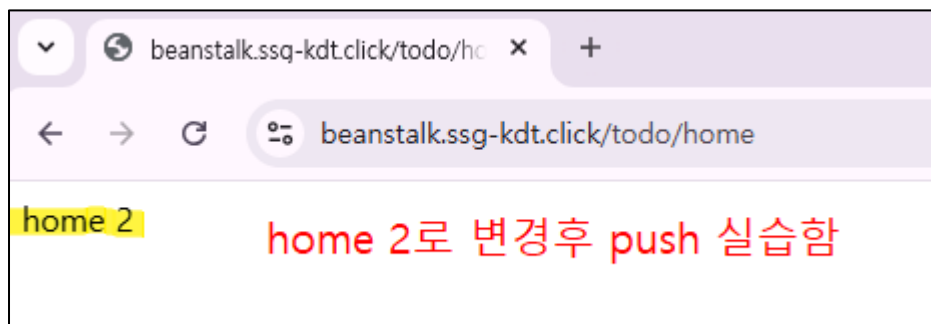 beanstalk.ssg-kdt.click/todo/ho
beanstalk.ssg-kdt.click/todo/home
home 2
home 2로 변경후 push 실습함